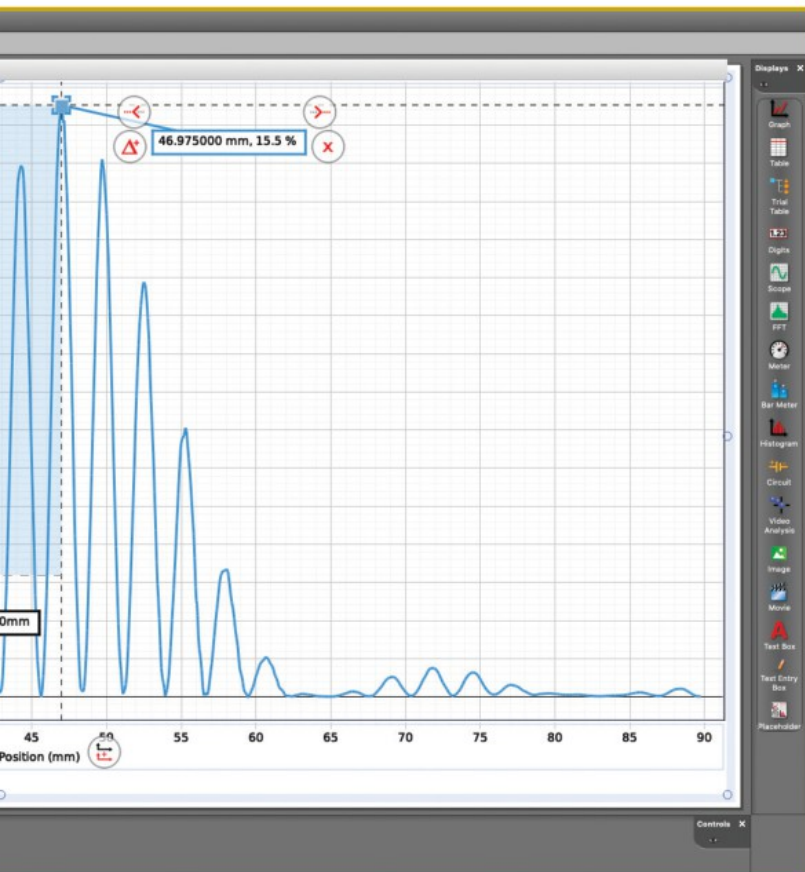 Displays X
Graph
Table
Trial
Table
1.23
Digits
Scope
FFT
Meter
Bar Meter
Histogram
Circuit
Video
Analysis
Image
Movie
A
Text Box
Text Entry
Box
Placeholder
Δ+
46.975000 mm, 15.5 %
x
0mm
45 50 55 60 65 70 75 80 85 90
Position (mm)
Controls X